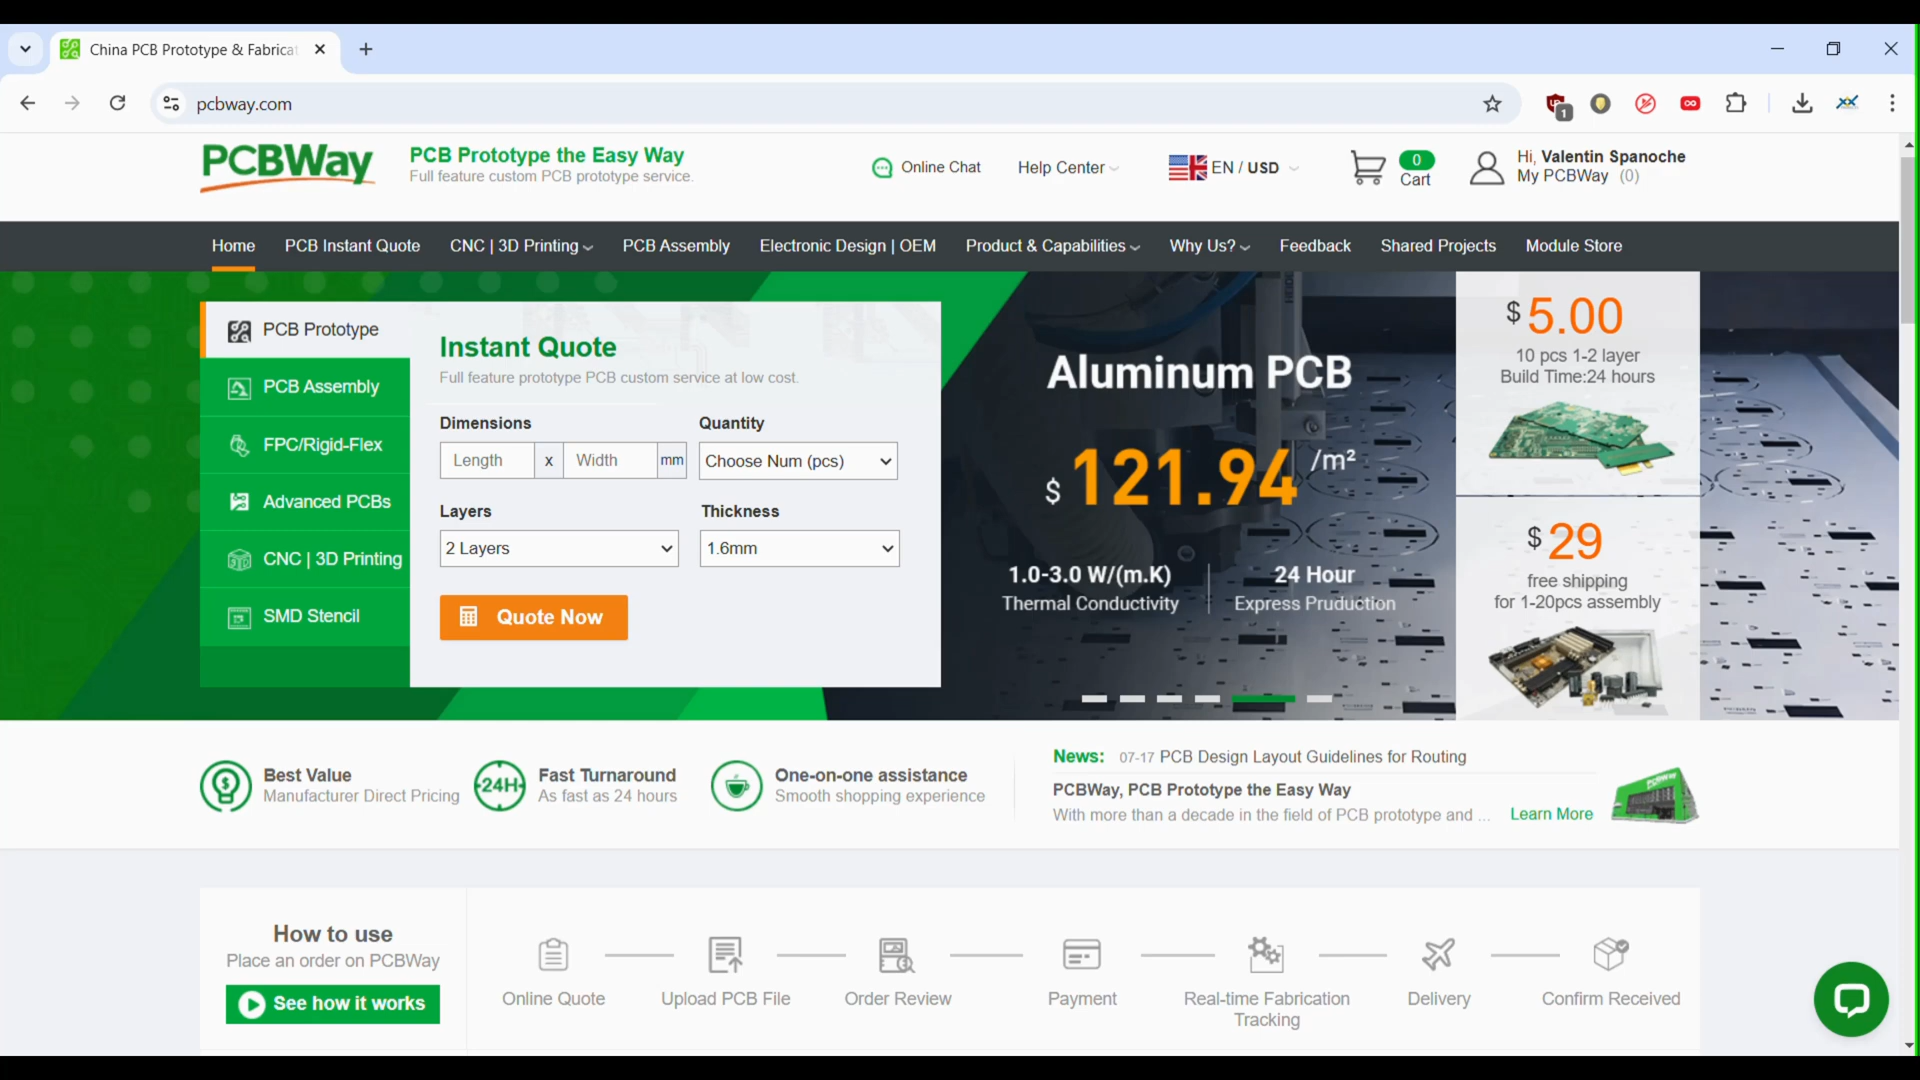 China PCB Prototype & Fabricat
pcbway.com
1
PCBWay
PCB Prototype the Easy Way
Full feature custom PCB prototype service.
Online Chat
Help Center
EN / USD
0
Cart
Hi, Valentin Spanoche
My PCBWay (0)
Home
PCB Instant Quote
CNC | 3D Printing
PCB Assembly
Electronic Design | OEM
Product & Capabilities
Why Us?
Feedback
Shared Projects
Module Store
PCB Prototype
PCB Assembly
FPC/Rigid-Flex
Advanced PCBs
CNC | 3D Printing
SMD Stencil
Instant Quote
Full feature prototype PCB custom service at low cost.
Dimensions
Quantity
Length x Width mm
Choose Num (pcs)
Layers
Thickness
2 Layers
1.6mm
Quote Now
Aluminum PCB
$ 121.94 /m²
1.0-3.0 W/(m.K)
Thermal Conductivity
24 Hour
Express Pruduction
$ 5.00
10 pcs 1-2 layer
Build Time:24 hours
$ 29
free shipping
for 1-20pcs assembly
Best Value
Manufacturer Direct Pricing
24H
Fast Turnaround
As fast as 24 hours
One-on-one assistance
Smooth shopping experience
News: 07-17 PCB Design Layout Guidelines for Routing
PCBWay, PCB Prototype the Easy Way
With more than a decade in the field of PCB prototype and ... Learn More
How to use
Place an order on PCBWay
See how it works
Online Quote
Upload PCB File
Order Review
Payment
Real-time Fabrication
Tracking
Delivery
Confirm Received